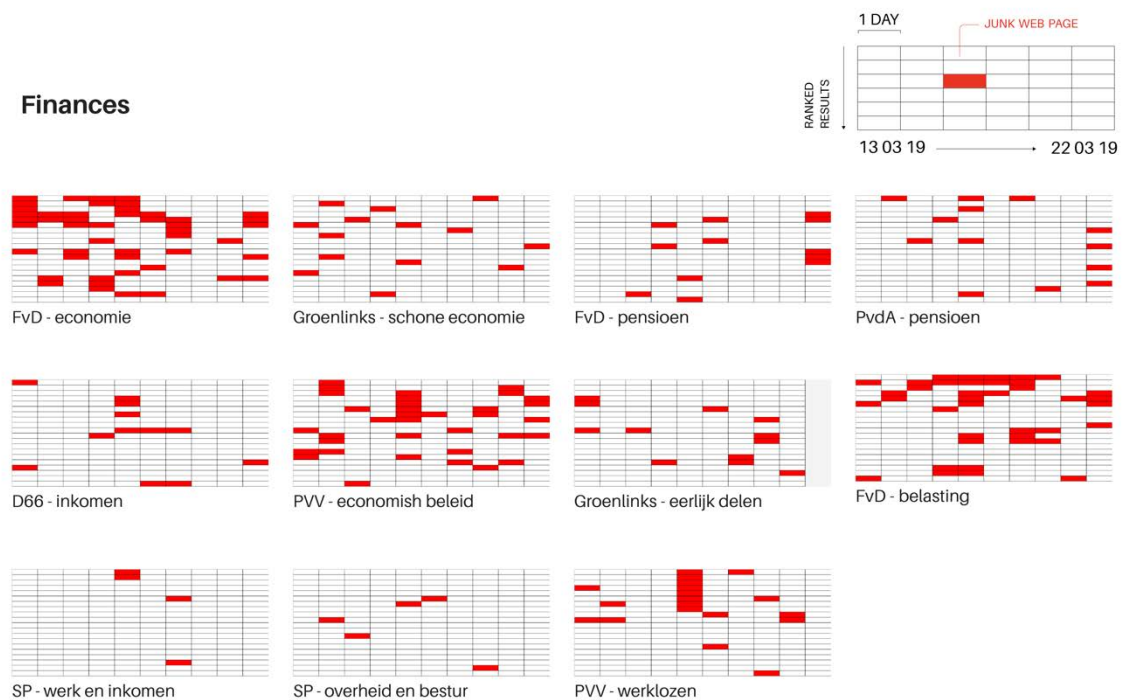 1 DAY
JUNK WEB PAGE
Finances
RANKED
RESULTS
13 03 19
22 03 19
FvD - economie
Groenlinks - schone economie
FvD - pensioen
PvdA - pensioen
D66 - inkomen
PVV - economish beleid
Groenlinks - eerlijk delen
FvD - belasting
SP - werk en inkomen
SP - overheid en bestur
PVV - werklozen